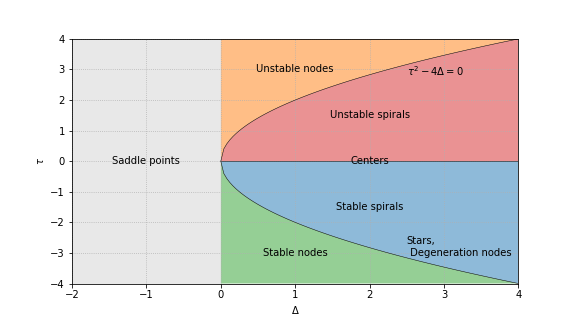 4
3
2
1
0
−1
−2
−3
−4
τ
Unstable nodes
τ² − 4Δ = 0
Unstable spirals
Saddle points
Centers
Stable spirals
Stars,
Degeneration nodes
Stable nodes
−2
−1
0
1
2
3
4
Δ